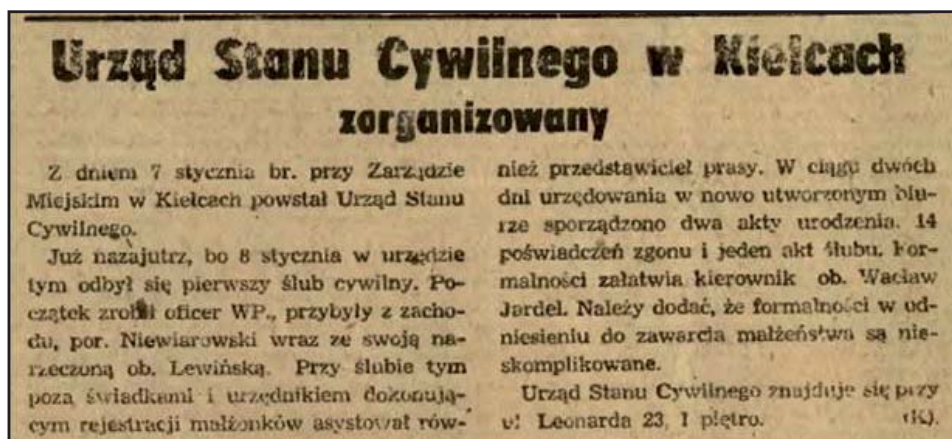 Urząd Stanu Cywilnego w Kielcach
zorganizowany
Z dniem 7 stycznia br. przy Zarządzie
Miejskim w Kielcach powstał Urząd Stanu
Cywilnego.
Już nazajutrz, bo 8 stycznia w urzędzie
tym odbył się pierwszy ślub cywilny. Po-
czątek zrobił oficer WP., przybyły z zacho-
du, por. Niewiarowski wraz ze swoją na-
rzeczoną ob. Lewińską. Przy ślubie tym
poza świadkami i urzędnikiem dokonują-
cym rejestracji małżonków asystował rów-
nież przedstawiciel prasy. W ciągu dwóch
dni urzędowania w nowo utworzonym biu-
rze sporządzono dwa akty urodzenia. 14
poświadczeń zgonu i jeden akt ślubu. For-
malności załatwia kierownik ob. Wacław
Jardel. Należy dodać, że formalności w od-
niesieniu do zawarcia małżeństwa są nie-
skomplikowane.
Urząd Stanu Cywilnego znajduje się przy
ul Leonarda 23, I piętro. (K).